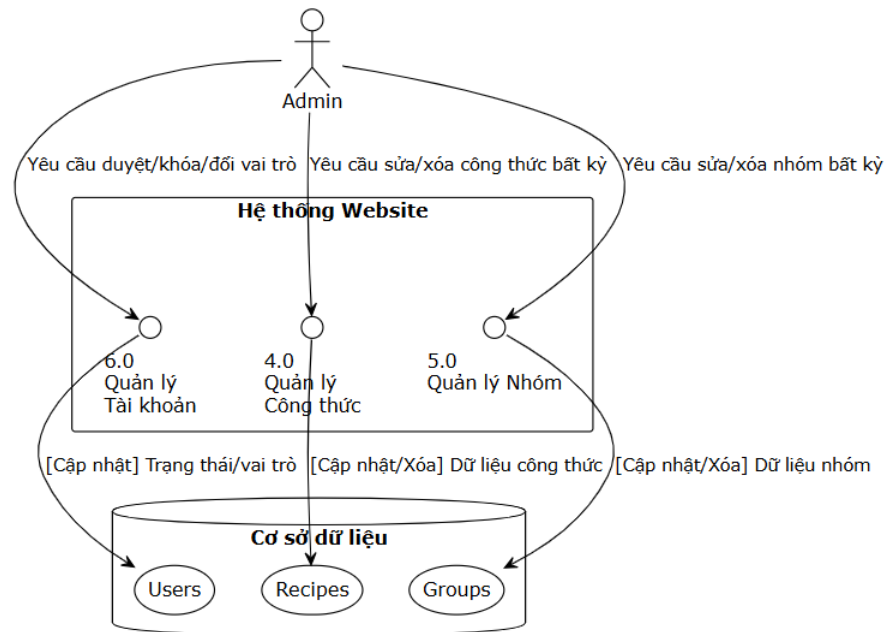 Admin
Yêu cầu duyệt/khóa/đổi vai trò
Yêu cầu sửa/xóa công thức bất kỳ
Yêu cầu sửa/xóa nhóm bất kỳ
Hệ thống Website
6.0
Quản lý
Tài khoản
4.0
Quản lý
Công thức
5.0
Quản lý Nhóm
[Cập nhật] Trạng thái/vai trò
[Cập nhật/Xóa] Dữ liệu công thức
[Cập nhật/Xóa] Dữ liệu nhóm
Cơ sở dữ liệu
Users
Recipes
Groups